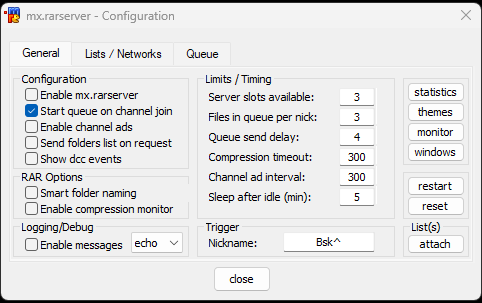 mx.rarserver - Configuration
General
Lists / Networks
Queue
Configuration
Enable mx.rarserver
Start queue on channel join
Enable channel ads
Send folders list on request
Show dcc events
RAR Options
Smart folder naming
Enable compression monitor
Logging/Debug
Enable messages
echo
Limits / Timing
Server slots available: 3
Files in queue per nick: 3
Queue send delay: 4
Compression timeout: 300
Channel ad interval: 300
Sleep after idle (min): 5
Trigger
Nickname: Bsk^
statistics
themes
monitor
windows
restart
reset
List(s)
attach
close